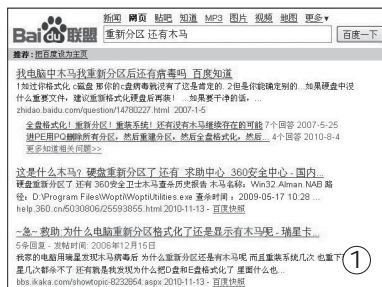 新闻 网页 贴吧 知道 MP3 图片 视频 地图 更多▼
Bai du 联盟 重新分区 还有木马 百度一下
推荐：把百度设为主页
我电脑中木马我重新分区后还有病毒吗 百度知道
1如过你格式化 c磁盘 那你的c盘病毒就没有了这是肯定的. 2但是你能确定别的...如果硬盘中没
什么重要文件，建议重新格式化硬盘后再装! ...如果要干净的话，...
zhidao.baidu.com/question/14780227.html 2007-1-5
全盘格式化！重新分区！重装系统！还有没有木马继续存在的可能 7个回答 2007-5-25
进PE用PQ删除所有分区，然后重建分区，然后全盘格式化，然后... 4个回答 2010-8-4
更多知道相关问题>>
这是什么木马？硬盘重新分区了还有 求助中心 360安全中心 - 国内...
硬盘重新分区了 还有 360安全卫士木马查杀历史报告 木马名称：Win32.Alman.NAB 路
径：D:\Program Files\Wopti\WoptiUtilities.exe 查杀时间：2009-05-17 10:28 ...
help.360.cn/5030806/25593855.html 2010-11-13 - 百度快照
~急~ 救助 为什么电脑重新分区格式化了还是显示有木马呢 - 瑞星卡...
5条回复 - 发帖时间: 2006年12月15日
我家的电脑用瑞星发现木马病毒后 为什么重新分区还是有木马呢 而且重装系统几次 也重下
星几次都杀不了 还有就是我发现为什么把D盘和E盘格式化了 里面什么也...
bbs.ikaka.com/showtopic-8232854.aspx 2010-11-13 - 百度快照
①